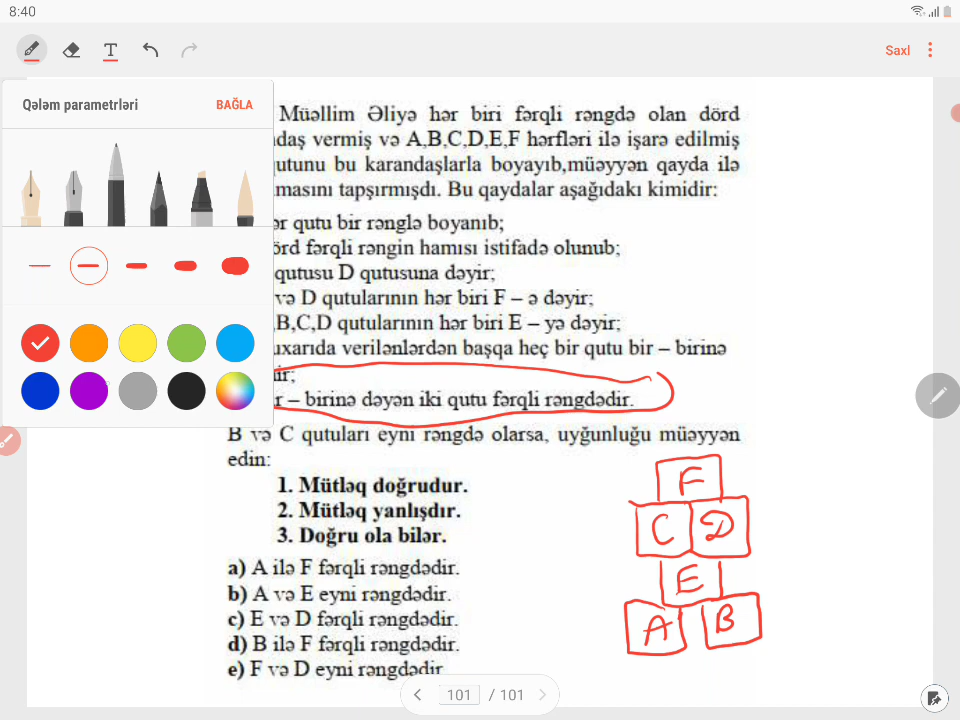 8:40
T
Saxl
Qələm parametrləri
BAĞLA
Müəllim Əliyə hər biri fərqli rəngdə olan dörd
daş vermiş və A,B,C,D,E,F hərfləri ilə işarə edilmiş
qutunu bu karandaşlarla boyayıb,müəyyən qayda ilə
masını tapşırmışdı. Bu qaydalar aşağıdakı kimidir:
ər qutu bir rənglə boyanıb;
örd fərqli rəngin hamısı istifadə olunub;
qutusu D qutusuna dəyir;
və D qutularının hər biri F – ə dəyir;
,B,C,D qutularının hər biri E – yə dəyir;
uxarıda verilənlərdən başqa heç bir qutu bir – birinə
ir;
r – birinə dəyən iki qutu fərqli rəngdədir.
B və C qutuları eyni rəngdə olarsa, uyğunluğu müəyyən
edin:
1. Mütləq doğrudur.
2. Mütləq yanlışdır.
3. Doğru ola bilər.
a) A ilə F fərqli rəngdədir.
b) A və E eyni rəngdədir.
c) E və D fərqli rəngdədir.
d) B ilə F fərqli rəngdədir.
e) F və D eyni rəngdədir
F
C D
E
A B
101 / 101